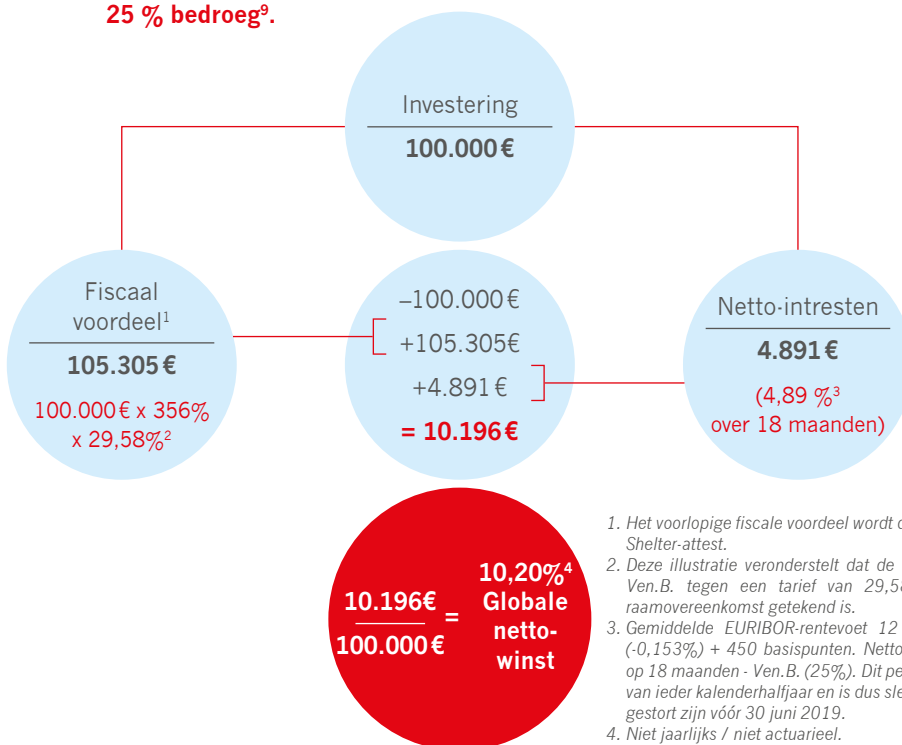 25 % bedroeg⁹.
Investering
100.000 €
Fiscaal
voordeel¹
105.305 €
100.000 € x 356%
x 29,58%²
–100.000 €
+105.305€
+4.891 €
= 10.196 €
Netto-intresten
4.891 €
(4,89 %³
over 18 maanden)
10.196€
100.000€
=
10,20%⁴
Globale
netto-
winst
1. Het voorlopige fiscale voordeel wordt
Shelter-attest.
2. Deze illustratie veronderstelt dat de
Ven.B. tegen een tarief van 29,58
raamovereenkomst getekend is.
3. Gemiddelde EURIBOR-rentevoet 12
(-0,153%) + 450 basispunten. Netto
op 18 maanden - Ven.B. (25%). Dit
van ieder kalenderhalfjaar en is dus
gestort zijn vóór 30 juni 2019.
4. Niet jaarlijks / niet actuarieel.